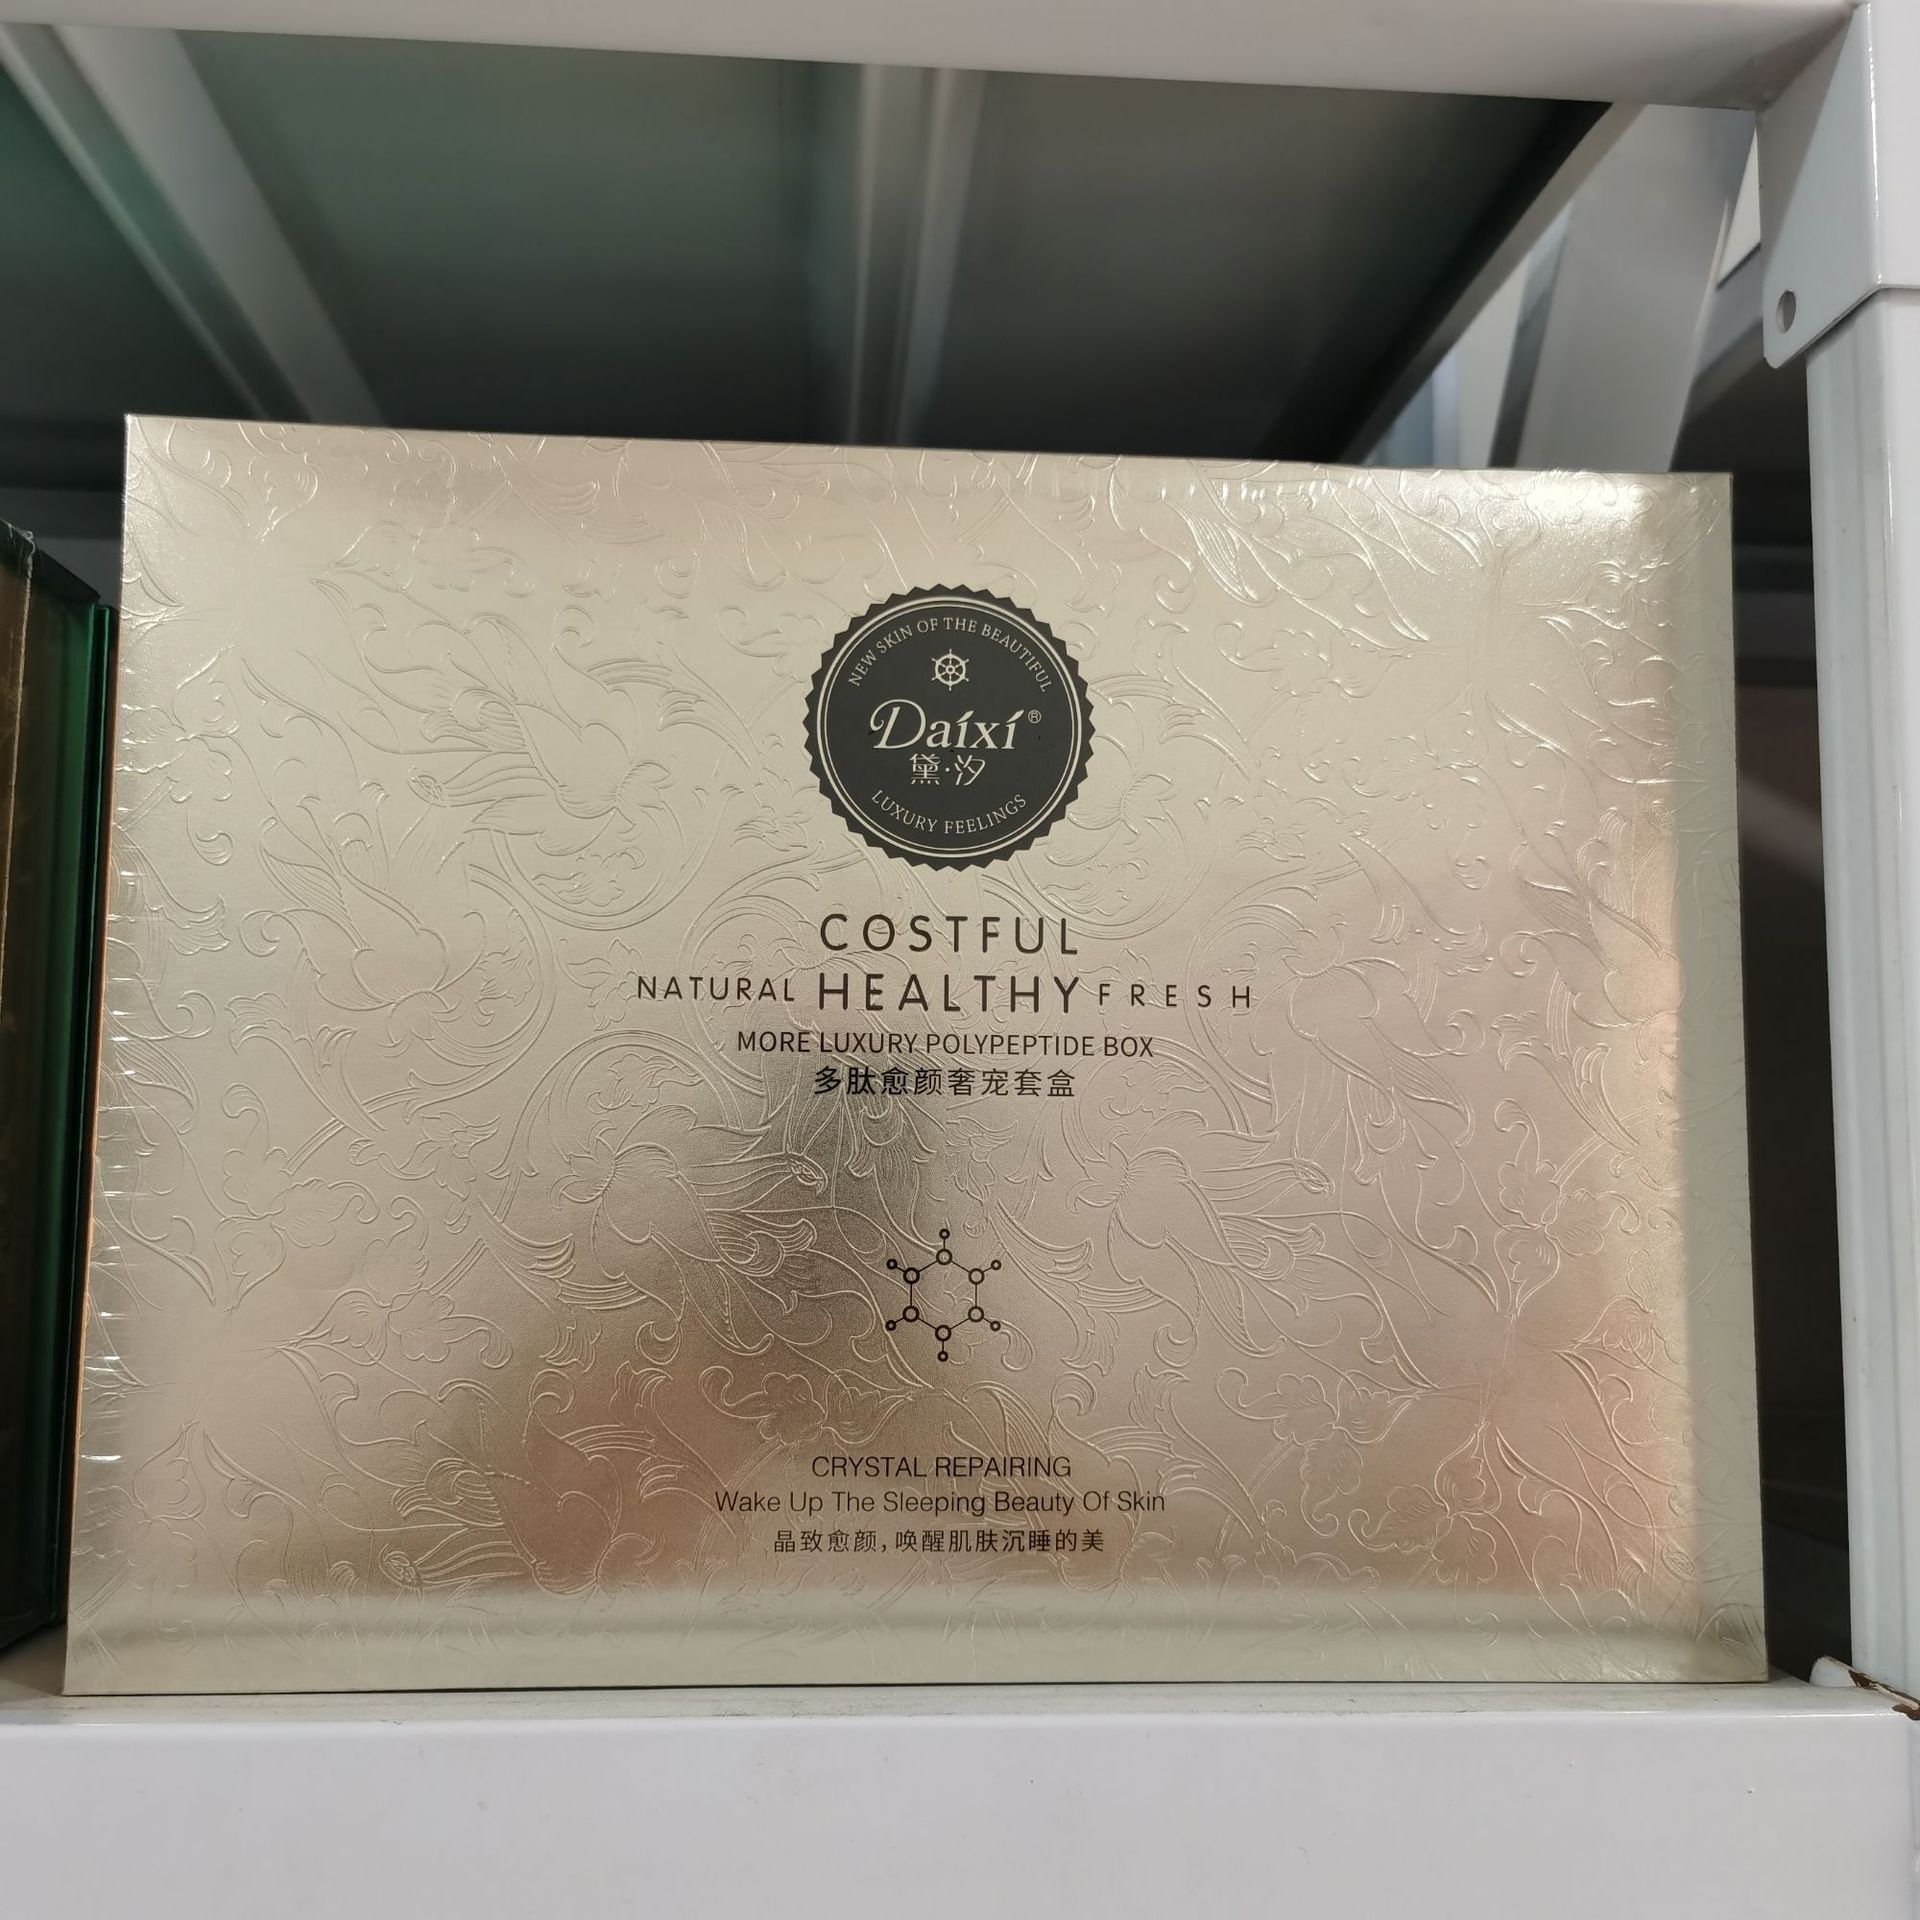 NEW SKIN OF THE BEAUTIFUL
Daíxí®
黛·汐
LUXURY FEELINGS
COSTFUL
NATURAL HEALTHY FRESH
MORE LUXURY POLYPEPTIDE BOX
多肽愈颜奢宠套盒
CRYSTAL REPAIRING
Wake Up The Sleeping Beauty Of Skin
晶致愈颜,唤醒肌肤沉睡的美